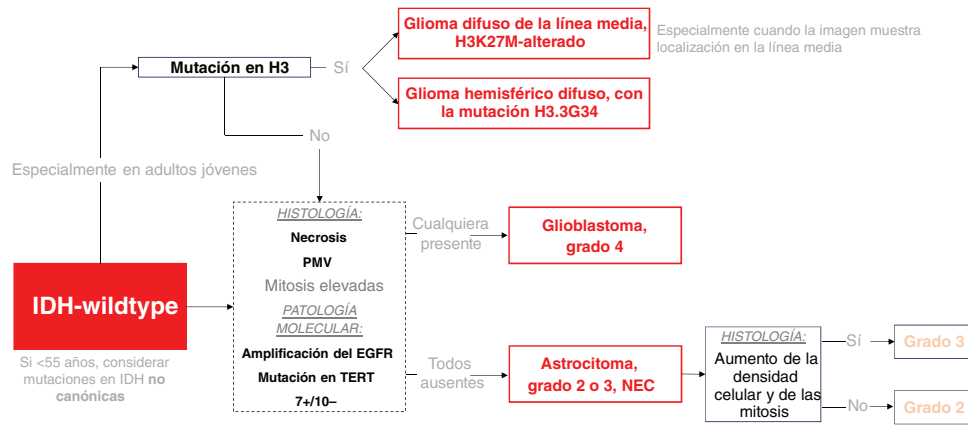 Glioma difuso de la línea media,
H3K27M-alterado
Especialmente cuando la imagen muestra
localización en la línea media
Mutación en H3
Sí
Glioma hemisférico difuso, con
la mutación H3.3G34
No
Especialmente en adultos jóvenes
HISTOLOGÍA:
Necrosis
PMV
Mitosis elevadas
PATOLOGÍA
MOLECULAR:
Amplificación del EGFR
Mutación en TERT
7+/10–
Cualquiera
presente
Glioblastoma,
grado 4
IDH-wildtype
Si <55 años, considerar
mutaciones en IDH no
canónicas
Todos
ausentes
Astrocitoma,
grado 2 o 3, NEC
HISTOLOGÍA:
Aumento de la
densidad
celular y de las
mitosis
Sí
Grado 3
No
Grado 2